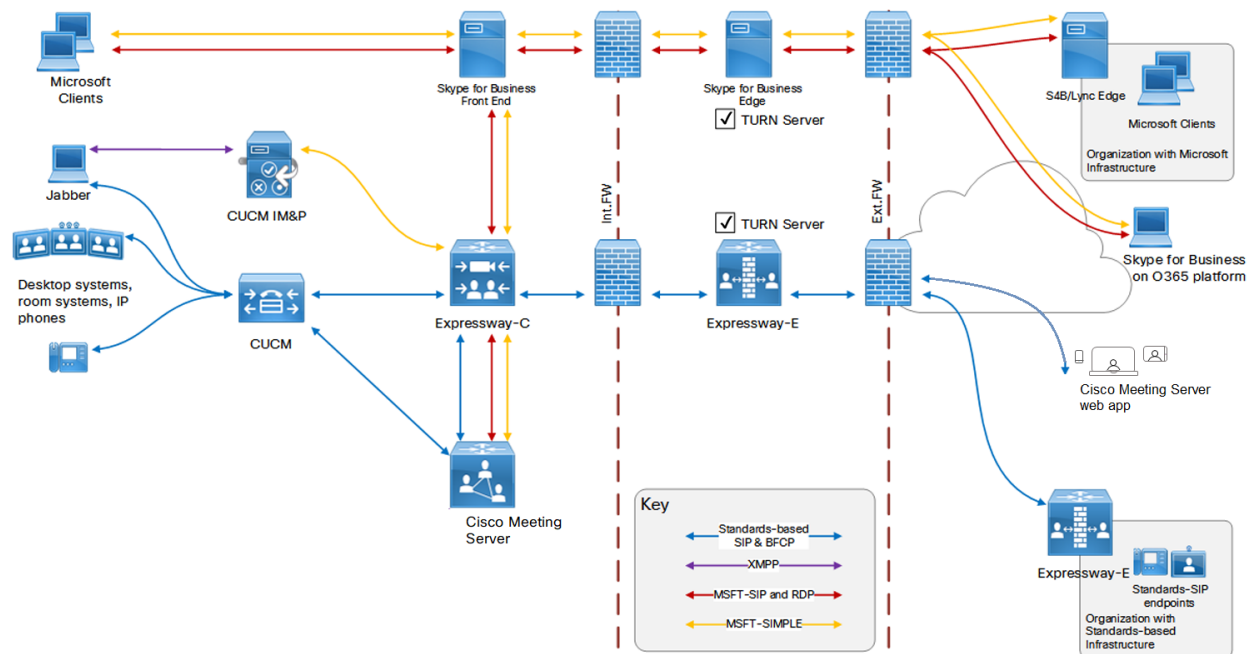 Microsoft
Clients
Skype for Business
Front End
Skype for Business
Edge
TURN Server
S4B/Lync Edge
Microsoft Clients
Organization with Microsoft
Infrastructure
Jabber
CUCM IM&P
Int.FW
Ext.FW
TURN Server
Skype for Business
on O365 platform
Desktop systems,
room systems, IP
phones
CUCM
Expressway-C
Expressway-E
Cisco Meeting Server
web app
Cisco Meeting
Server
Key
Standards-based
SIP & BFCP
XMPP
MSFT-SIP and RDP
MSFT-SIMPLE
Expressway-E
Standards-SIP
endpoints
Organization with
Standards-based
Infrastructure